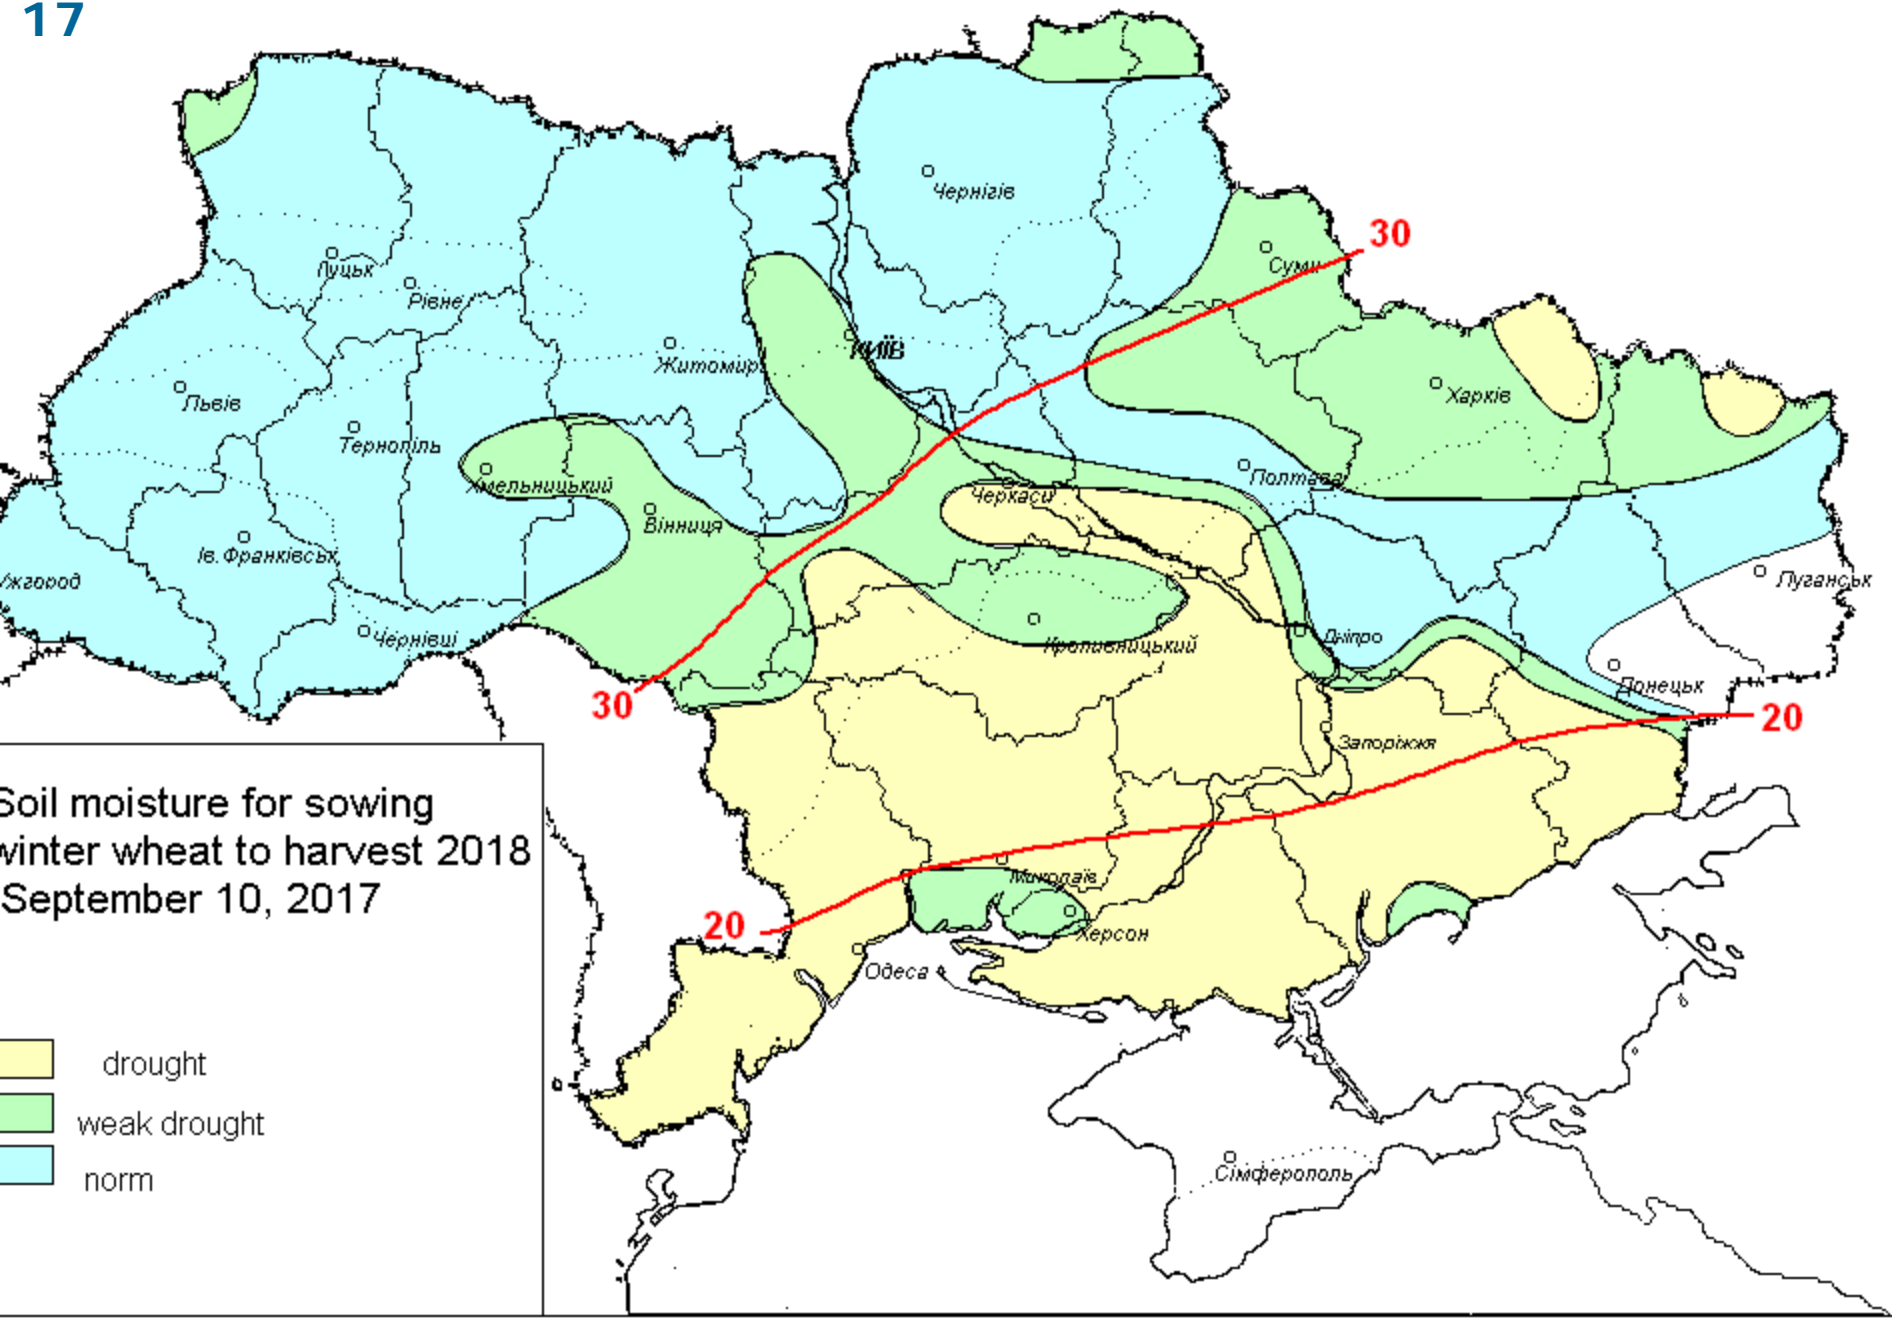 17
Чернігів
30
Суми
Луцьк
Рівне
КИЇВ
Житомир
Харків
Львів
Тернопіль
Полтава
Хмельницький
Черкаси
Вінниця
Ів.Франківськ
Ужгород
Луганськ
Чернівці
Дніпро
Кропивницький
Донецьк
30
20
Запоріжжя
Soil moisture for sowing
winter wheat to harvest 2018
September 10, 2017
Миколаїв
20
Херсон
Одеса
drought
weak drought
norm
Сімферополь